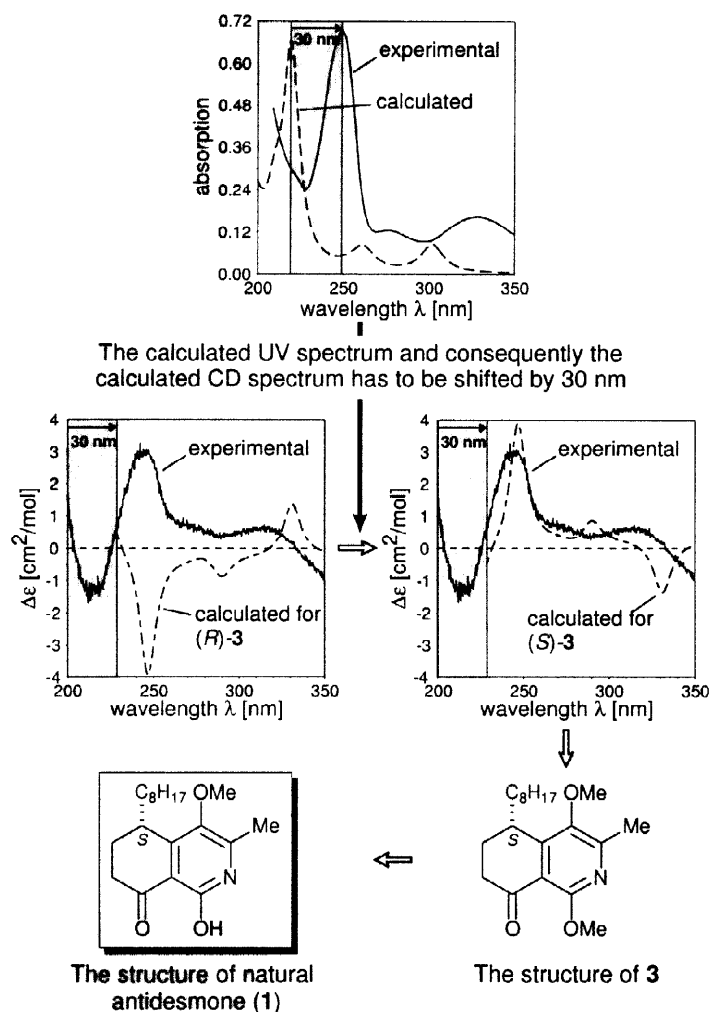 0.72
0.60
0.48
0.36
0.24
0.12
0.00
absorption
30 nm
experimental
calculated
200 250 300 350
wavelength λ [nm]
The calculated UV spectrum and consequently the
calculated CD spectrum has to be shifted by 30 nm
4
3
2
1
0
-1
-2
-3
-4
Δε [cm²/mol]
30 nm
experimental
calculated for
(R)-3
200 250 300 350
wavelength λ [nm]
4
3
2
1
0
-1
-2
-3
-4
Δε [cm²/mol]
30 nm
experimental
calculated for
(S)-3
200 250 300 350
wavelength λ [nm]
C₈H₁₇ OMe
Me
S
N
O OH
The structure of natural
antidesmone (1)
C₈H₁₇ OMe
Me
S
N
O OMe
The structure of 3